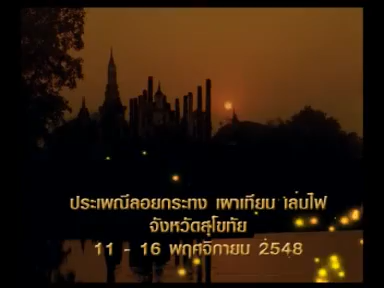 ประเพณีลอยกระทง เผาเทียน เล่นไฟ
จังหวัดสุโขทัย
11 - 16 พฤศจิกายน 2548